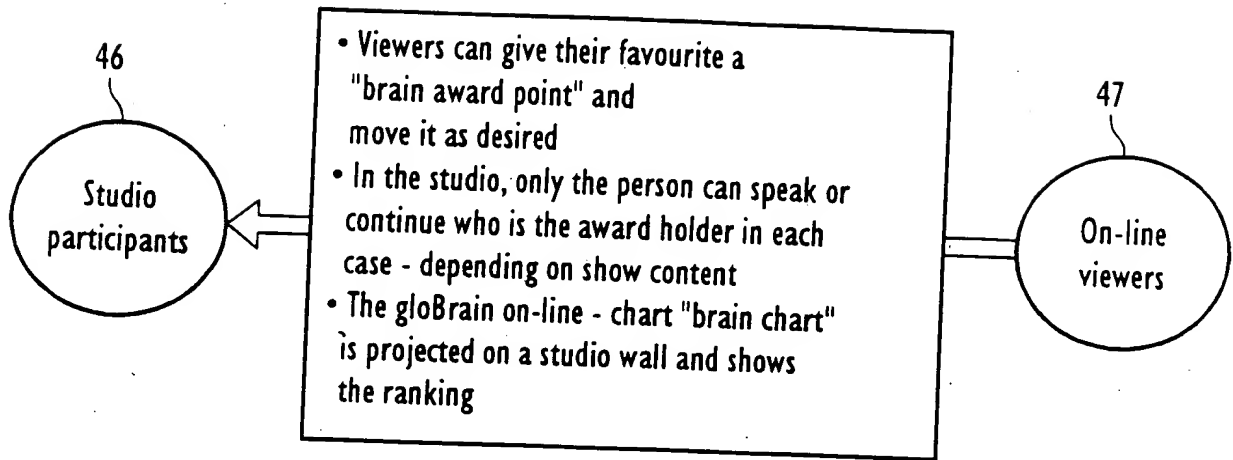 46
Studio
participants
• Viewers can give their favourite a
"brain award point" and
move it as desired
• In the studio, only the person can speak or
continue who is the award holder in each
case - depending on show content
• The gloBrain on-line - chart "brain chart"
is projected on a studio wall and shows
the ranking
47
On-line
viewers